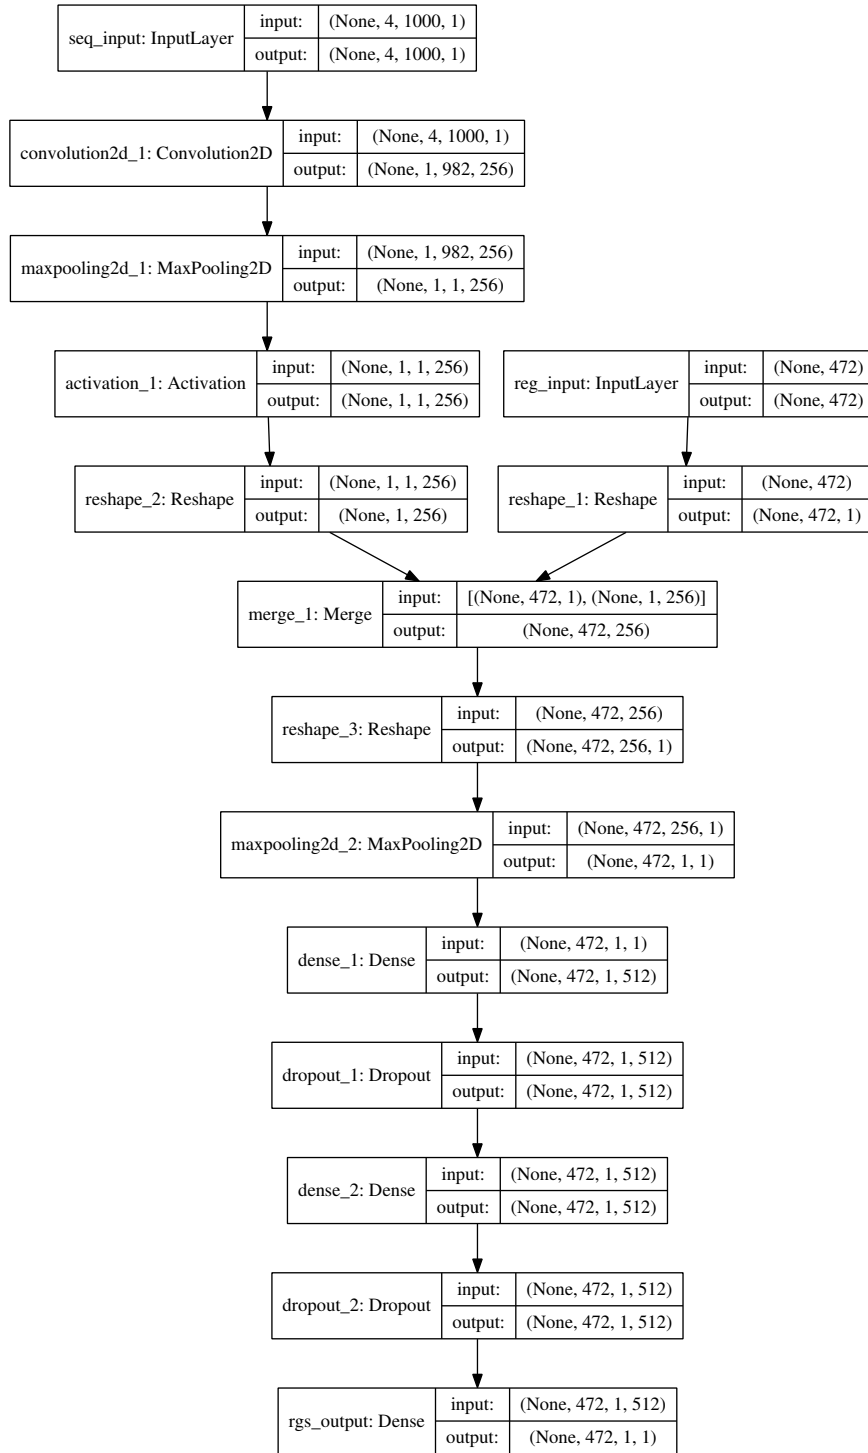 seq_input: InputLayer
input:
(None, 4, 1000, 1)
output:
(None, 4, 1000, 1)
convolution2d_1: Convolution2D
input:
(None, 4, 1000, 1)
output:
(None, 1, 982, 256)
maxpooling2d_1: MaxPooling2D
input:
(None, 1, 982, 256)
output:
(None, 1, 1, 256)
activation_1: Activation
input:
(None, 1, 1, 256)
output:
(None, 1, 1, 256)
reg_input: InputLayer
input:
(None, 472)
output:
(None, 472)
reshape_2: Reshape
input:
(None, 1, 1, 256)
output:
(None, 1, 256)
reshape_1: Reshape
input:
(None, 472)
output:
(None, 472, 1)
merge_1: Merge
input:
[(None, 472, 1), (None, 1, 256)]
output:
(None, 472, 256)
reshape_3: Reshape
input:
(None, 472, 256)
output:
(None, 472, 256, 1)
maxpooling2d_2: MaxPooling2D
input:
(None, 472, 256, 1)
output:
(None, 472, 1, 1)
dense_1: Dense
input:
(None, 472, 1, 1)
output:
(None, 472, 1, 512)
dropout_1: Dropout
input:
(None, 472, 1, 512)
output:
(None, 472, 1, 512)
dense_2: Dense
input:
(None, 472, 1, 512)
output:
(None, 472, 1, 512)
dropout_2: Dropout
input:
(None, 472, 1, 512)
output:
(None, 472, 1, 512)
rgs_output: Dense
input:
(None, 472, 1, 512)
output:
(None, 472, 1, 1)